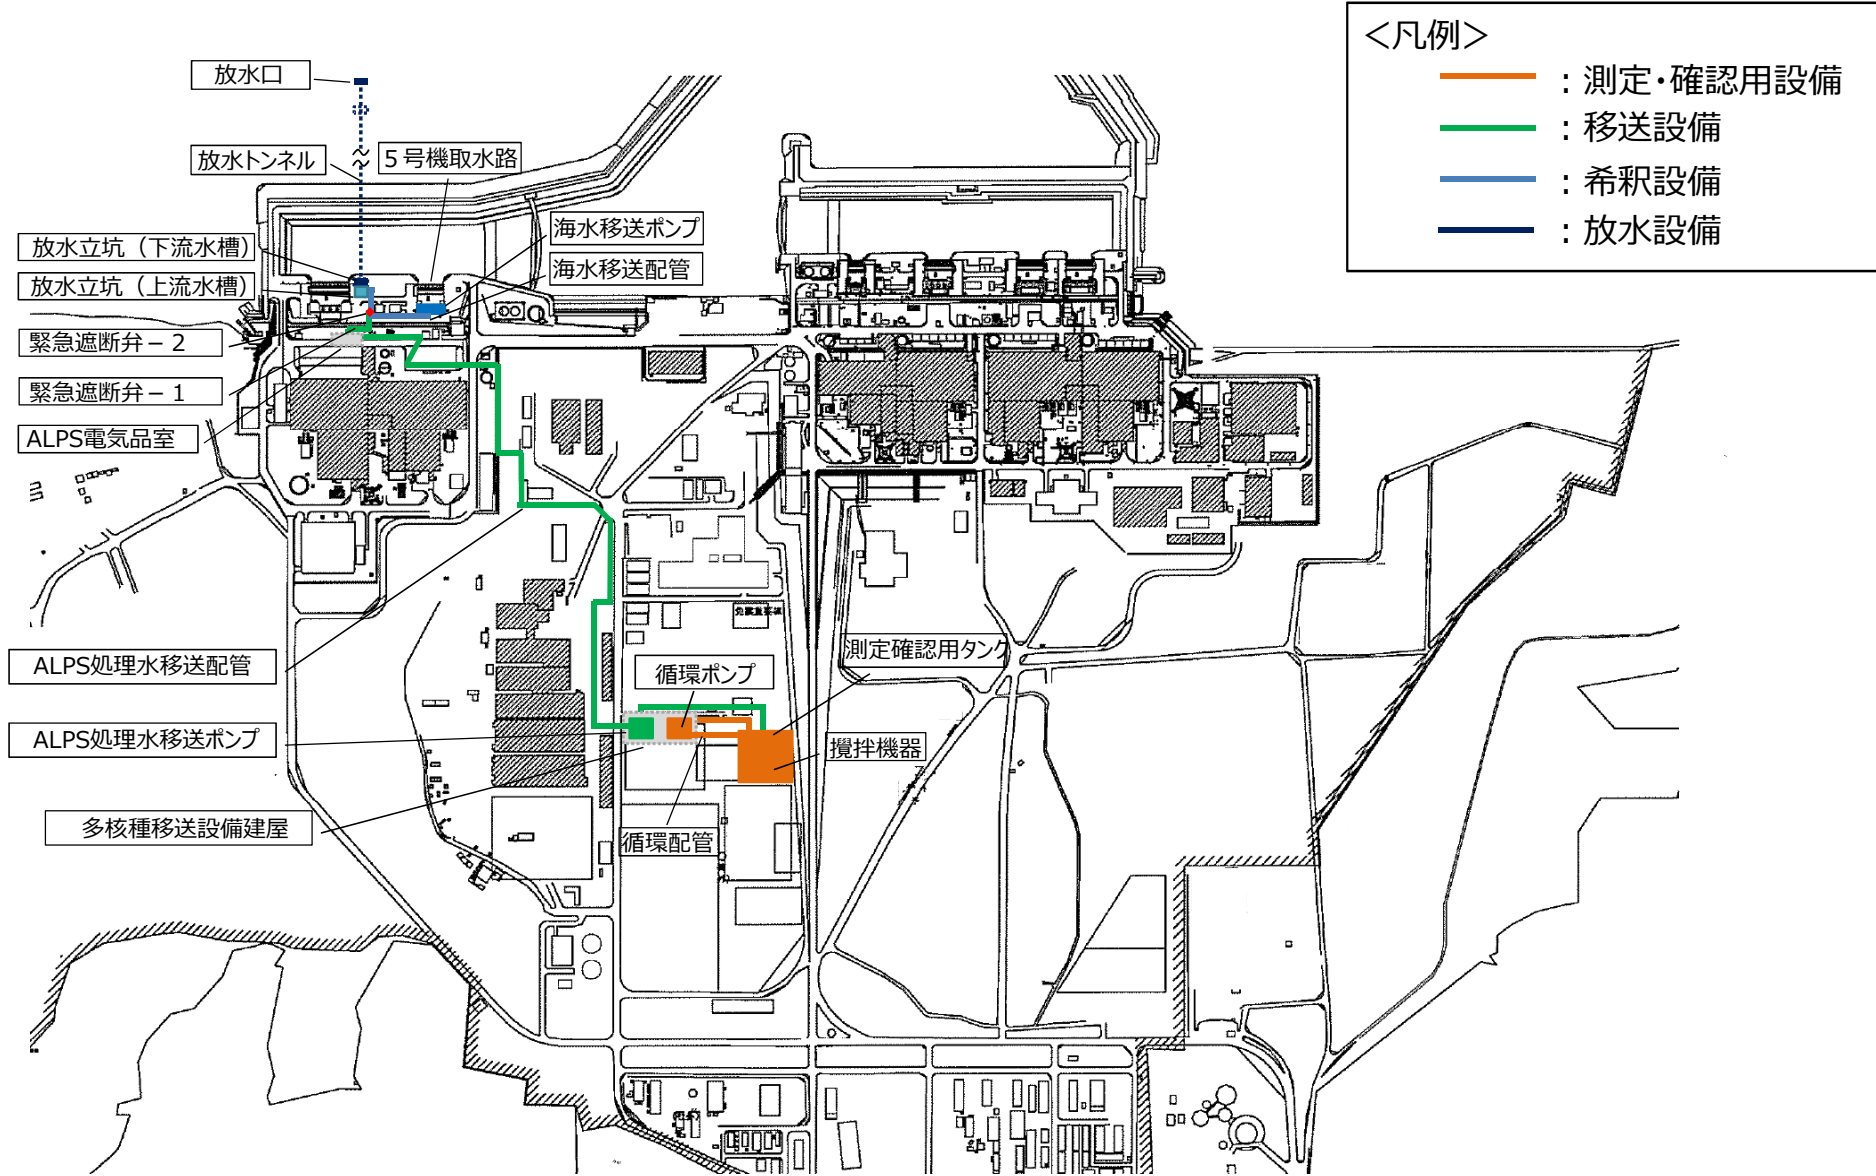 <凡例>
：測定・確認用設備
：移送設備
：希釈設備
：放水設備
放水口
放水トンネル
５号機取水路
海水移送ポンプ
海水移送配管
放水立坑（下流水槽）
放水立坑（上流水槽）
緊急遮断弁－２
緊急遮断弁－１
ALPS電気品室
ALPS処理水移送配管
測定確認用タンク
循環ポンプ
ALPS処理水移送ポンプ
攪拌機器
多核種移送設備建屋
循環配管